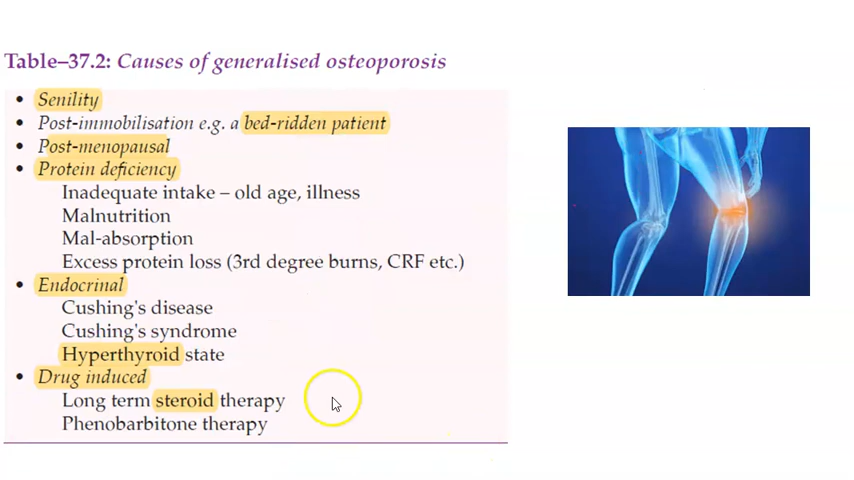 Table–37.2: Causes of generalised osteoporosis
• Senility
• Post-immobilisation e.g. a bed-ridden patient
• Post-menopausal
• Protein deficiency
Inadequate intake – old age, illness
Malnutrition
Mal-absorption
Excess protein loss (3rd degree burns, CRF etc.)
• Endocrinal
Cushing's disease
Cushing's syndrome
Hyperthyroid state
• Drug induced
Long term steroid therapy
Phenobarbitone therapy